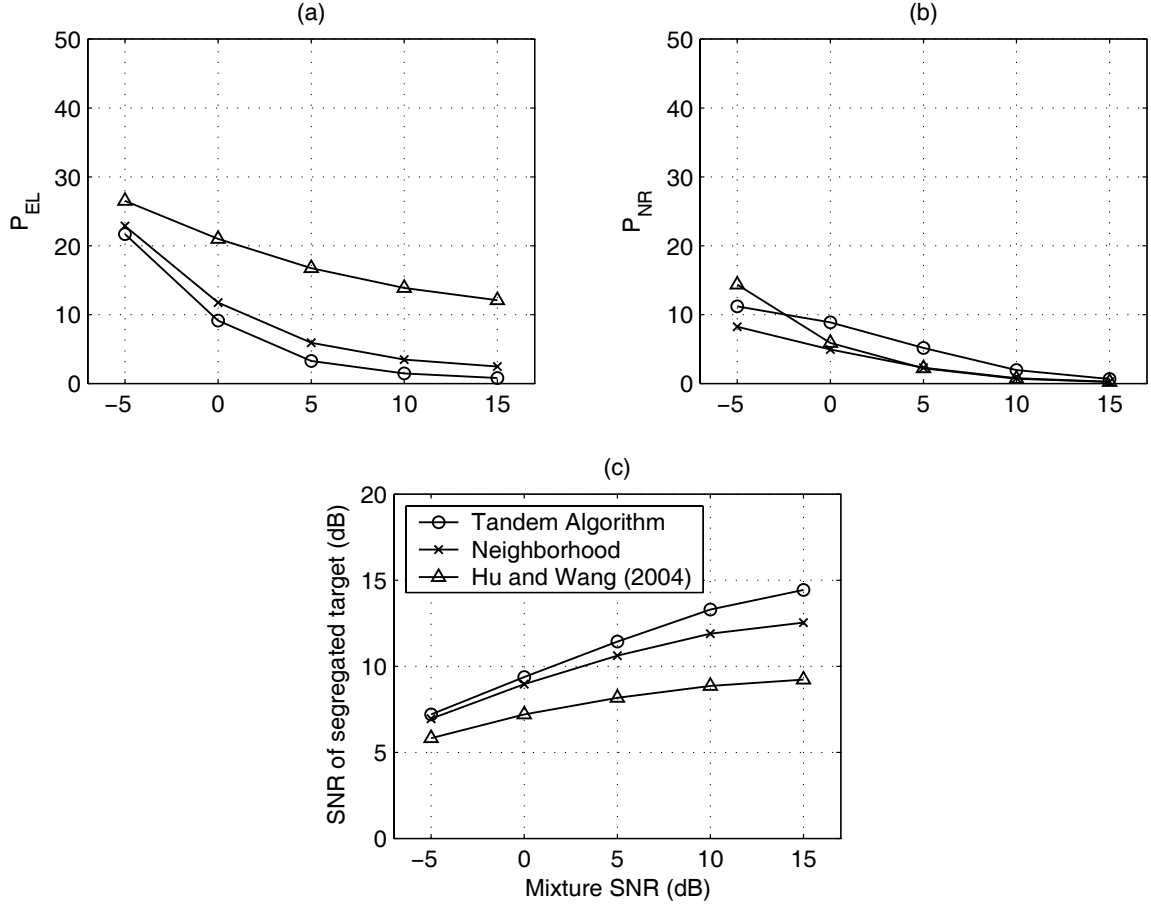 (a)
50
40
30
20
10
0
P_EL
−5 0 5 10 15
(b)
50
40
30
20
10
0
P_NR
−5 0 5 10 15
(c)
20
15
10
5
0
SNR of segregated target (dB)
Tandem Algorithm
Neighborhood
Hu and Wang (2004)
−5 0 5 10 15
Mixture SNR (dB)